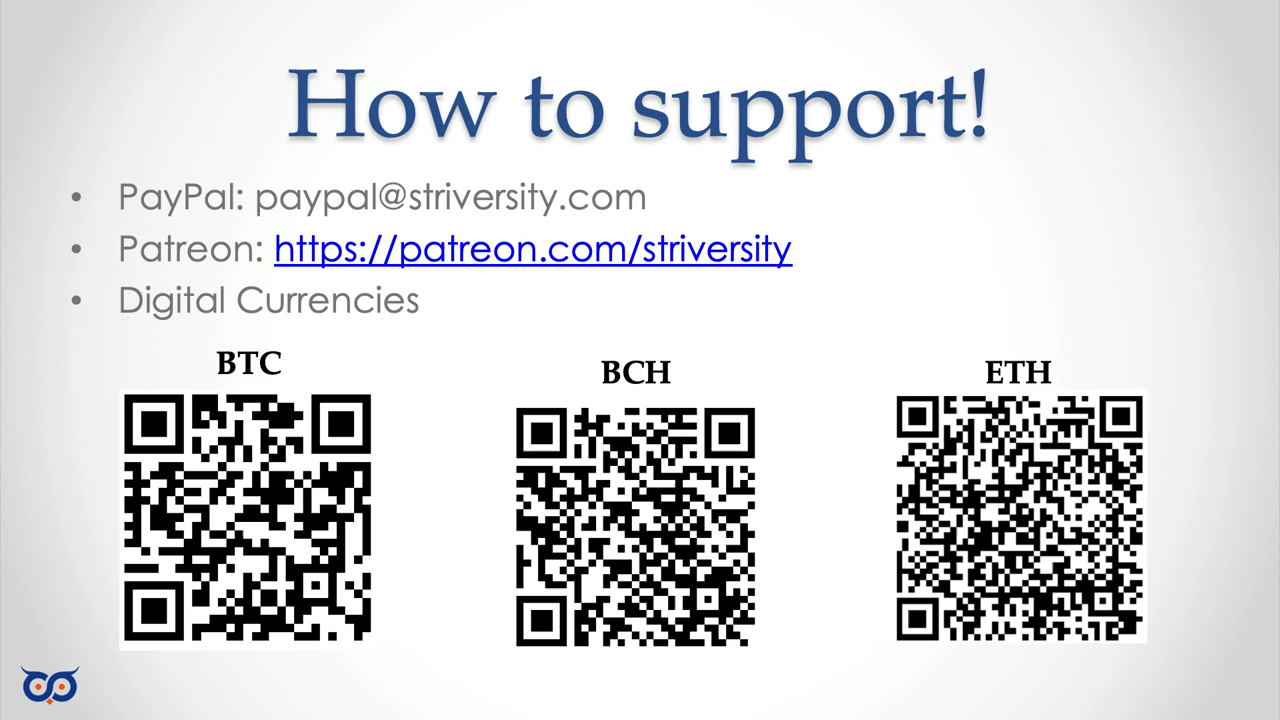 How to support!
• PayPal: paypal@striversity.com
• Patreon: https://patreon.com/striversity
• Digital Currencies
BTC
BCH
ETH